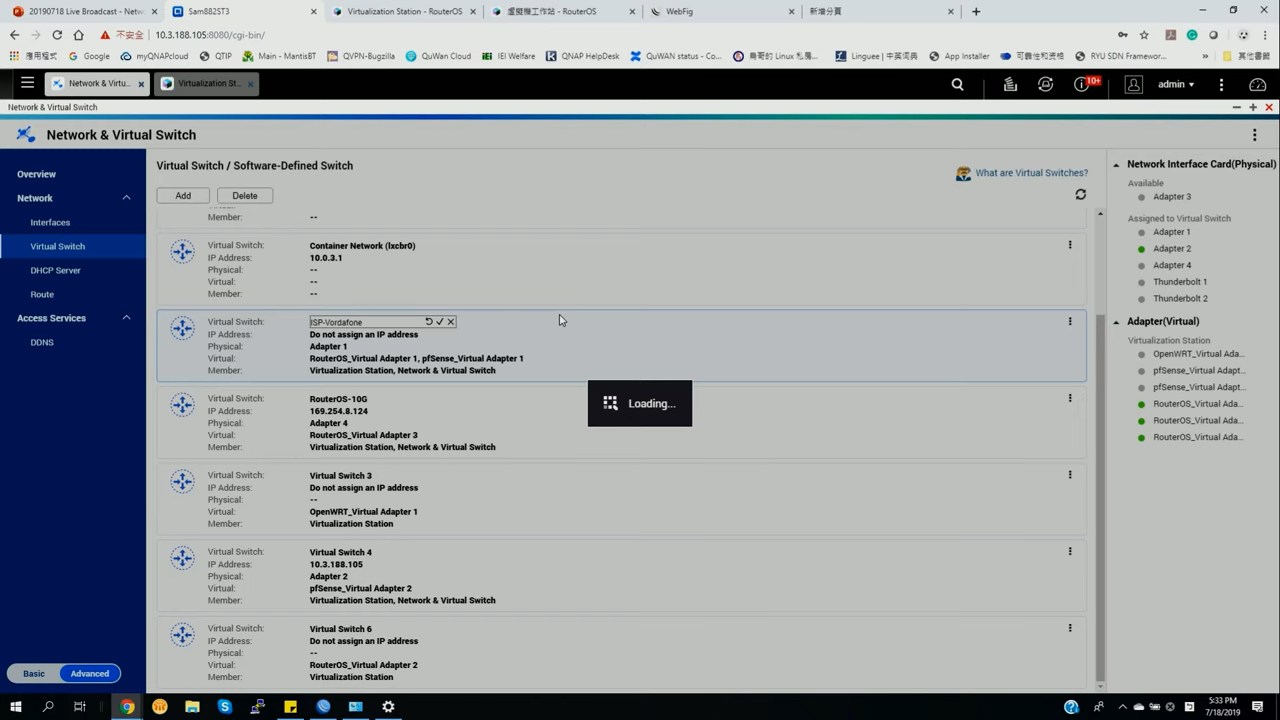 20190718 Live Broadcast - Netw
Sam882ST3
Virtualization Station - RouterOS
虛擬機工作站 - RouterOS
WebFig
新增分頁
不安全
10.3.188.105:8080/cgi-bin/
應用程式
Google
myQNAPcloud
QTIP
Main - MantisBT
QVPN-Bugzilla
QuWan Cloud
IEI Welfare
QNAP HelpDesk
QuWAN status - Co...
鳥哥的 Linux 私房...
Linguee | 中英词典
App Installer
可靠性和資格
RYU SDN Framewor...
其他書籤
Network & Virtu...
Virtualization St...
10+
admin
Network & Virtual Switch
Network & Virtual Switch
Overview
Network
Interfaces
Virtual Switch
DHCP Server
Route
Access Services
DDNS
Basic
Advanced
Virtual Switch / Software-Defined Switch
What are Virtual Switches?
Add
Delete
Member: --
Virtual Switch: Container Network (lxcbr0)
IP Address: 10.0.3.1
Physical: --
Virtual: --
Member: --
Virtual Switch: ISP-Vordafone
IP Address: Do not assign an IP address
Physical: Adapter 1
Virtual: RouterOS_Virtual Adapter 1, pfSense_Virtual Adapter 1
Member: Virtualization Station, Network & Virtual Switch
Loading...
Virtual Switch: RouterOS-10G
IP Address: 169.254.8.124
Physical: Adapter 4
Virtual: RouterOS_Virtual Adapter 3
Member: Virtualization Station, Network & Virtual Switch
Virtual Switch: Virtual Switch 3
IP Address: Do not assign an IP address
Physical: --
Virtual: OpenWRT_Virtual Adapter 1
Member: Virtualization Station
Virtual Switch: Virtual Switch 4
IP Address: 10.3.188.105
Physical: Adapter 2
Virtual: pfSense_Virtual Adapter 2
Member: Virtualization Station, Network & Virtual Switch
Virtual Switch: Virtual Switch 6
IP Address: Do not assign an IP address
Physical: --
Virtual: RouterOS_Virtual Adapter 2
Member: Virtualization Station
Network Interface Card(Physical)
Available
Adapter 3
Assigned to Virtual Switch
Adapter 1
Adapter 2
Adapter 4
Thunderbolt 1
Thunderbolt 2
Adapter(Virtual)
Virtualization Station
OpenWRT_Virtual Ada...
pfSense_Virtual Adapt...
pfSense_Virtual Adapt...
RouterOS_Virtual Ada...
RouterOS_Virtual Ada...
RouterOS_Virtual Ada...
5:33 PM
7/18/2019